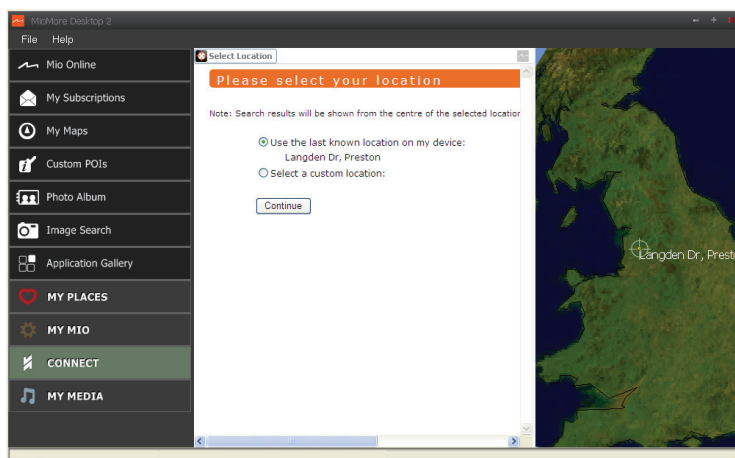 MioMore Desktop 2
File Help
Mio Online
My Subscriptions
My Maps
Custom POIs
Photo Album
Image Search
Application Gallery
MY PLACES
MY MIO
CONNECT
MY MEDIA
Select Location
Please select your location
Note: Search results will be shown from the centre of the selected location
Use the last known location on my device:
Langden Dr, Preston
Select a custom location:
Continue
Langden Dr, Prest